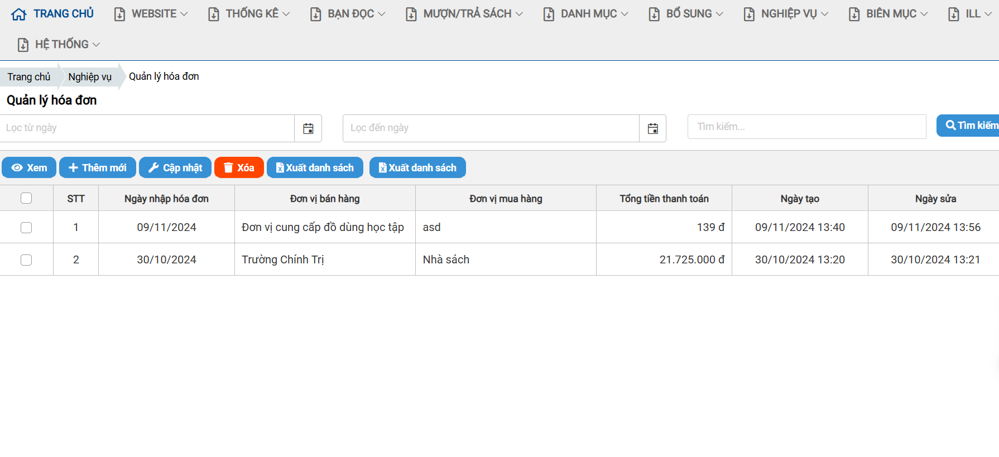 TRANG CHỦ WEBSITE THỐNG KÊ BẠN ĐỌC MƯỢN/TRẢ SÁCH DANH MỤC BỔ SUNG NGHIỆP VỤ BIÊN MỤC ILL
HỆ THỐNG
Trang chủ Nghiệp vụ Quản lý hóa đơn
Quản lý hóa đơn
Lọc từ ngày Lọc đến ngày Tìm kiếm... Tìm kiếm
Xem Thêm mới Cập nhật Xóa Xuất danh sách Xuất danh sách
STT Ngày nhập hóa đơn Đơn vị bán hàng Đơn vị mua hàng Tổng tiền thanh toán Ngày tạo Ngày sửa
1 09/11/2024 Đơn vị cung cấp đồ dùng học tập asd 139 đ 09/11/2024 13:40 09/11/2024 13:56
2 30/10/2024 Trường Chính Trị Nhà sách 21.725.000 đ 30/10/2024 13:20 30/10/2024 13:21